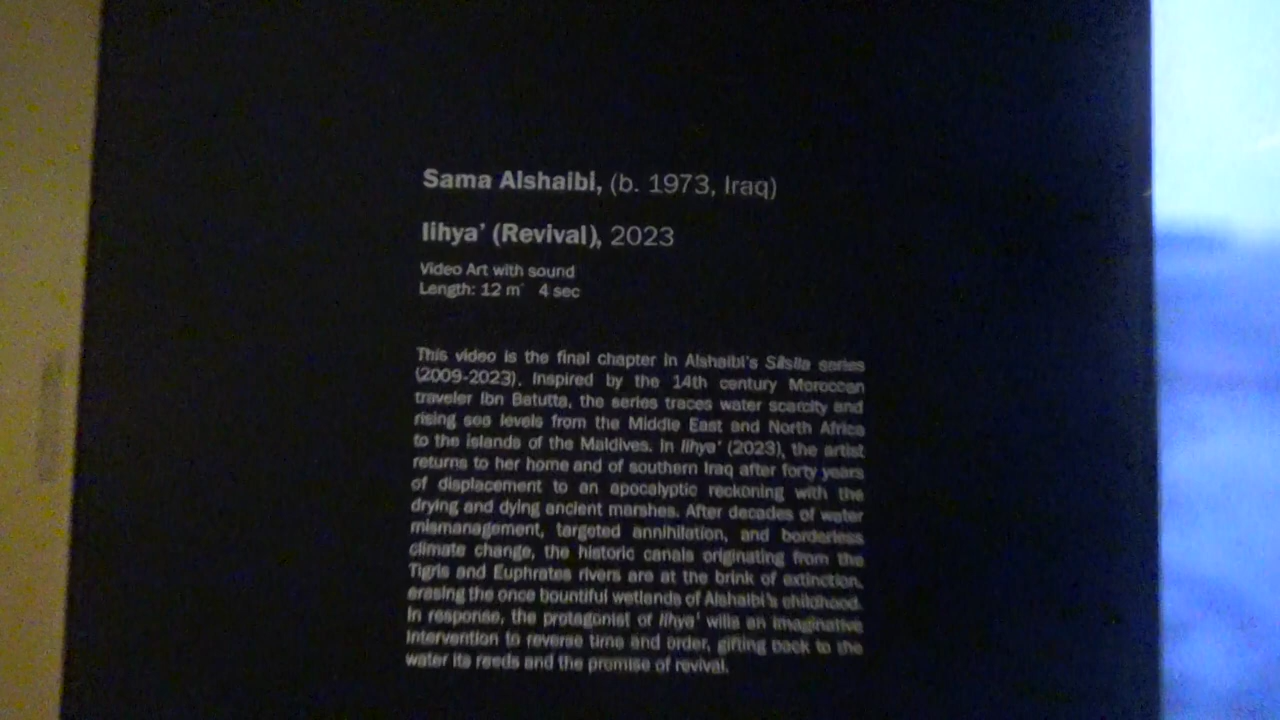 Sama Alshaibi, (b. 1973, Iraq)
Iihya' (Revival), 2023
Video Art with sound
Length: 12 m' 4 sec
This video is the final chapter in Alshaibi's Silsila series
(2009-2023). Inspired by the 14th century Moroccan
traveler Ibn Batutta, the series traces water scarcity and
rising sea levels from the Middle East and North Africa
to the islands of the Maldives. In Iihya' (2023), the artist
returns to her home and of southern Iraq after forty years
of displacement to an apocalyptic reckoning with the
drying and dying ancient marshes. After decades of water
mismanagement, targeted annihilation, and borderless
climate change, the historic canals originating from the
Tigris and Euphrates rivers are at the brink of extinction,
erasing the once bountiful wetlands of Alshaibi's childhood.
In response, the protagonist of Iihya' wills an imaginative
intervention to reverse time and order, gifting back to the
water its reeds and the promise of revival.